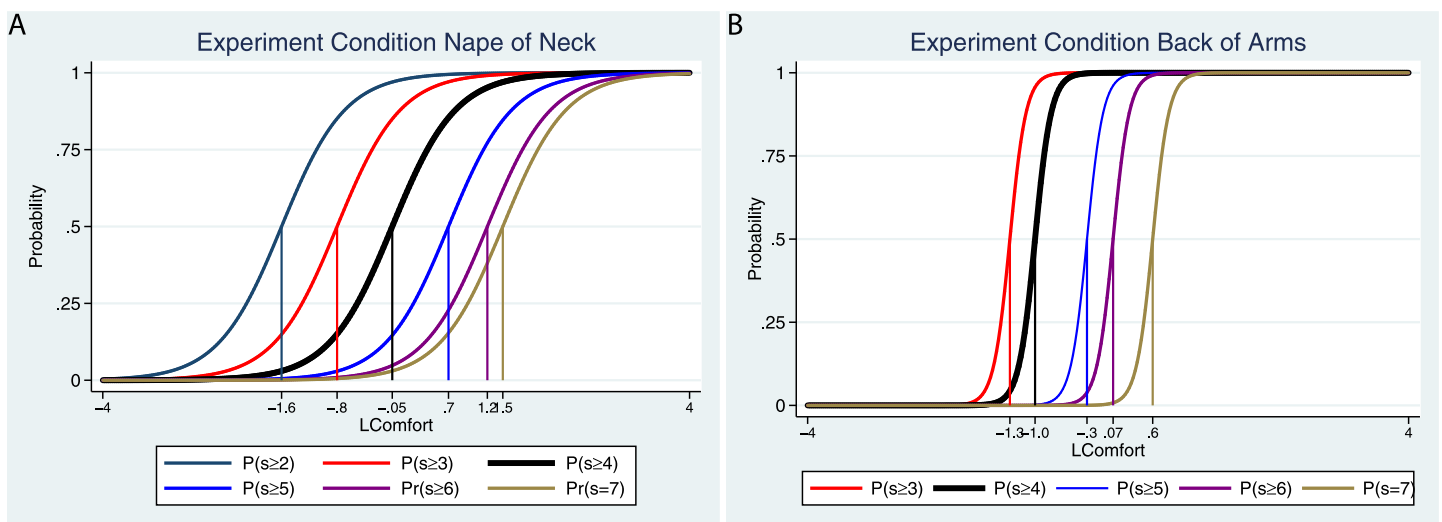 A
Experiment Condition Nape of Neck
1
.75
.5
.25
0
Probability
−4 −1.6 −.8 −.05 .7 1.2 1.5 4
LComfort
P(s≥2) P(s≥3) P(s≥4)
P(s≥5) Pr(s≥6) Pr(s=7)
B
Experiment Condition Back of Arms
1
.75
.5
.25
0
Probability
−4 −1.3 −1.0 −.3 .07 .6 4
LComfort
P(s≥3) P(s≥4) P(s≥5) P(s≥6) P(s=7)